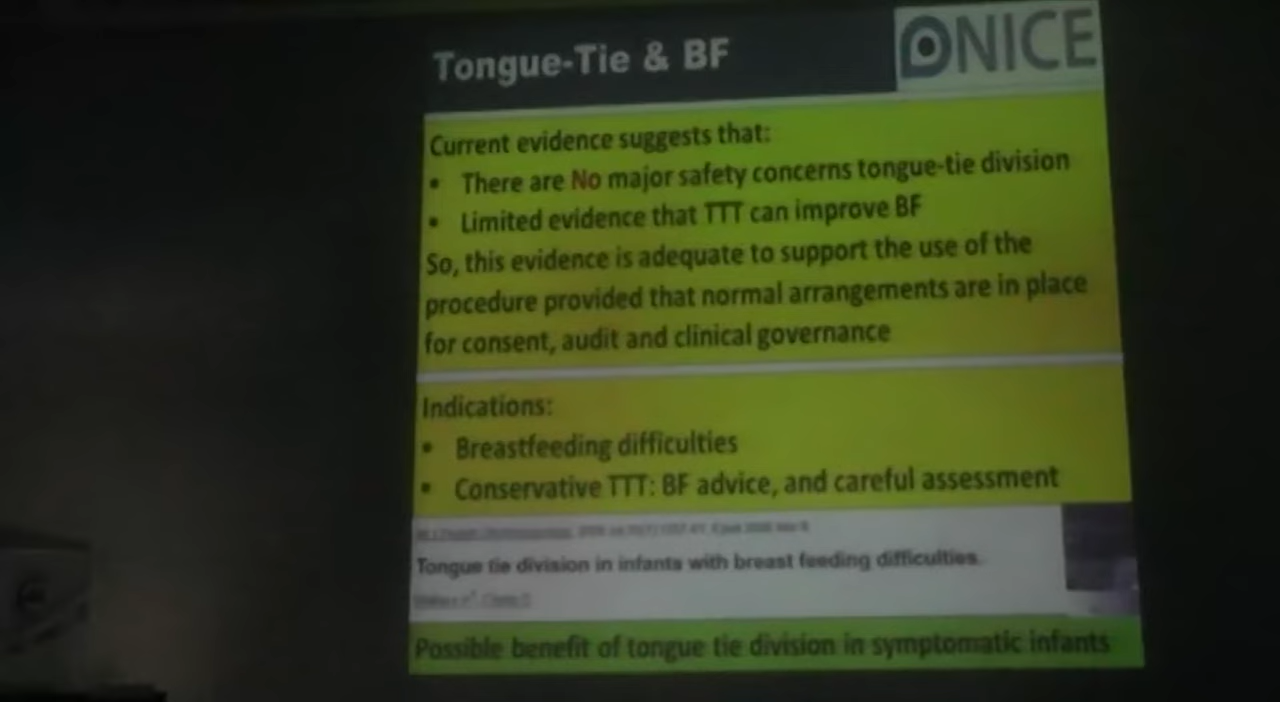 Tongue-Tie & BF
NICE
Current evidence suggests that:
• There are No major safety concerns tongue-tie division
• Limited evidence that TTT can improve BF
So, this evidence is adequate to support the use of the
procedure provided that normal arrangements are in place
for consent, audit and clinical governance
Indications:
• Breastfeeding difficulties
• Conservative TTT: BF advice, and careful assessment
Tongue tie division in infants with breast feeding difficulties.
Possible benefit of tongue tie division in symptomatic infants